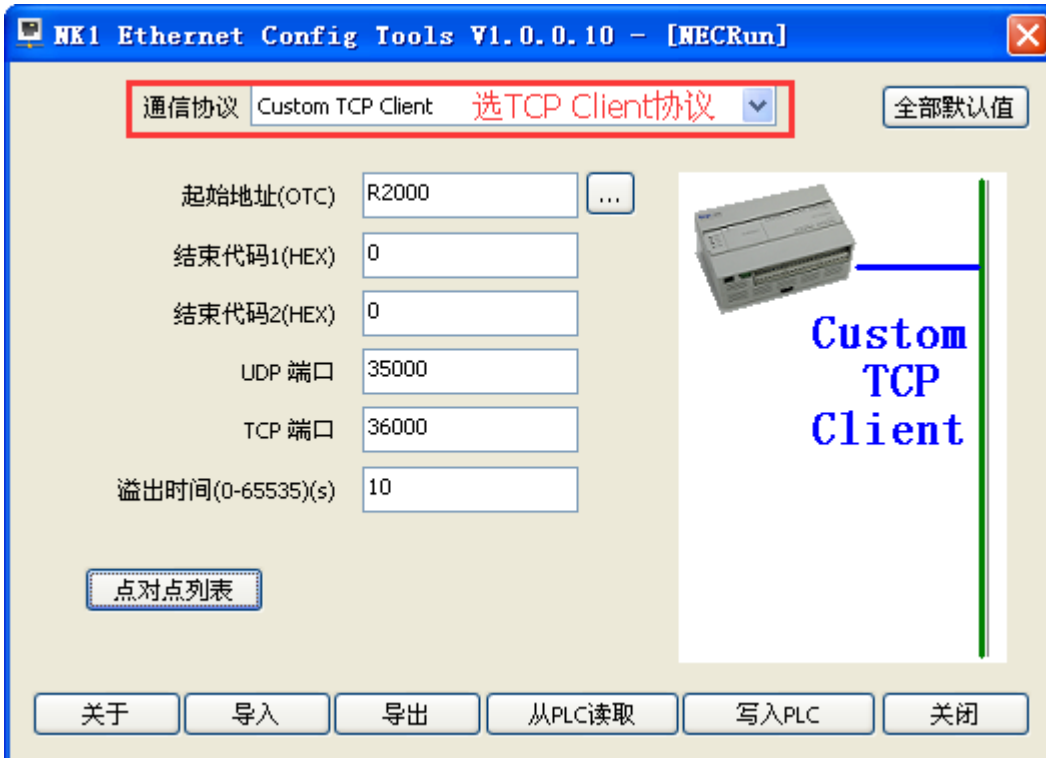 NK1 Ethernet Config Tools V1.0.0.10 - [NECRun]
通信协议 Custom TCP Client 选TCP Client协议 全部默认值
起始地址(OTC) R2000 ...
结束代码1(HEX) 0
结束代码2(HEX) 0
UDP 端口 35000
TCP 端口 36000
溢出时间(0-65535)(s) 10
Custom
TCP
Client
点对点列表
关于 导入 导出 从PLC读取 写入PLC 关闭